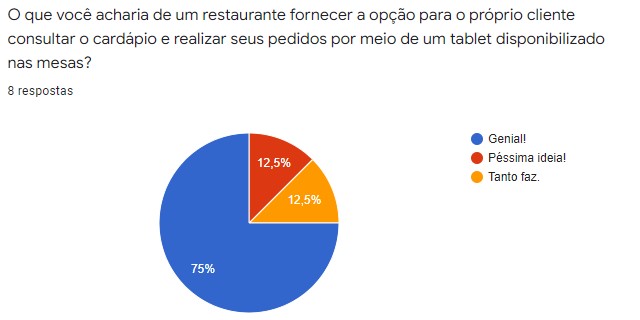 O que você acharia de um restaurante fornecer a opção para o próprio cliente
consultar o cardápio e realizar seus pedidos por meio de um tablet disponibilizado
nas mesas?
8 respostas
Genial!
Péssima ideia!
Tanto faz.
12,5%
12,5%
75%